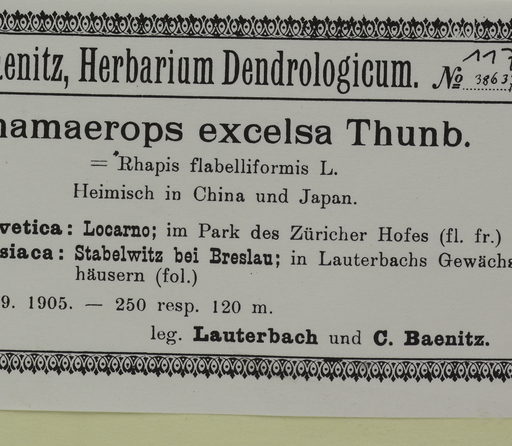 aenitz, Herbarium Dendrologicum. № 3863
117
hamaerops excelsa Thunb.
= *Rhapis flabelliformis L.
Heimisch in China und Japan.
vetica: Locarno; im Park des Züricher Hofes (fl. fr.)
siaca: Stabelwitz bei Breslau; in Lauterbachs Gewächs
häusern (fol.)
9. 1905. — 250 resp. 120 m.
leg. Lauterbach und C. Baenitz.